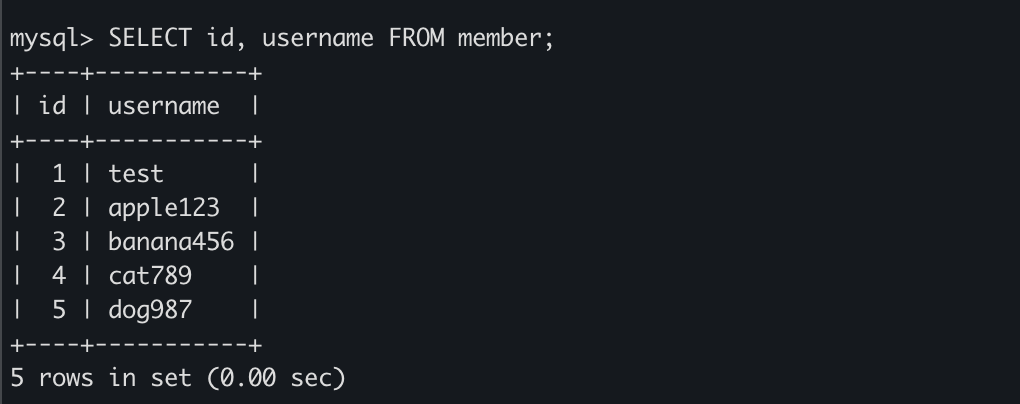 mysql> SELECT id, username FROM member;
+----+-----------+
| id | username  |
+----+-----------+
|  1 | test      |
|  2 | apple123  |
|  3 | banana456 |
|  4 | cat789    |
|  5 | dog987    |
+----+-----------+
5 rows in set (0.00 sec)